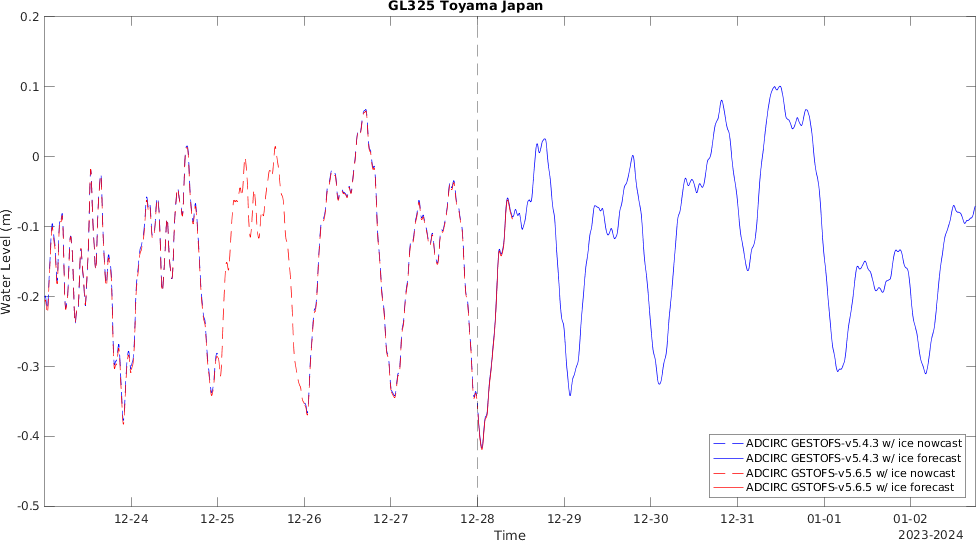 GL325 Toyama Japan
0.2
0.1
0
-0.1
-0.2
-0.3
-0.4
-0.5
Water Level (m)
12-24
12-25
12-26
12-27
12-28
12-29
12-30
12-31
01-01
01-02
Time
2023-2024
ADCIRC GESTOFS-v5.4.3 w/ ice nowcast
ADCIRC GESTOFS-v5.4.3 w/ ice forecast
ADCIRC GSTOFS-v5.6.5 w/ ice nowcast
ADCIRC GSTOFS-v5.6.5 w/ ice forecast